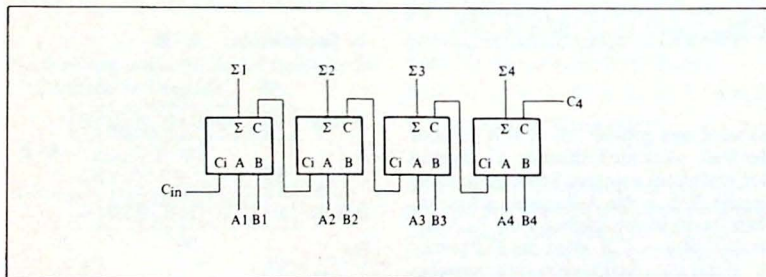 Σ1 Σ2 Σ3 Σ4
C4
Σ C Σ C Σ C Σ C
Ci A B Ci A B Ci A B Ci A B
Cin
A1 B1 A2 B2 A3 B3 A4 B4